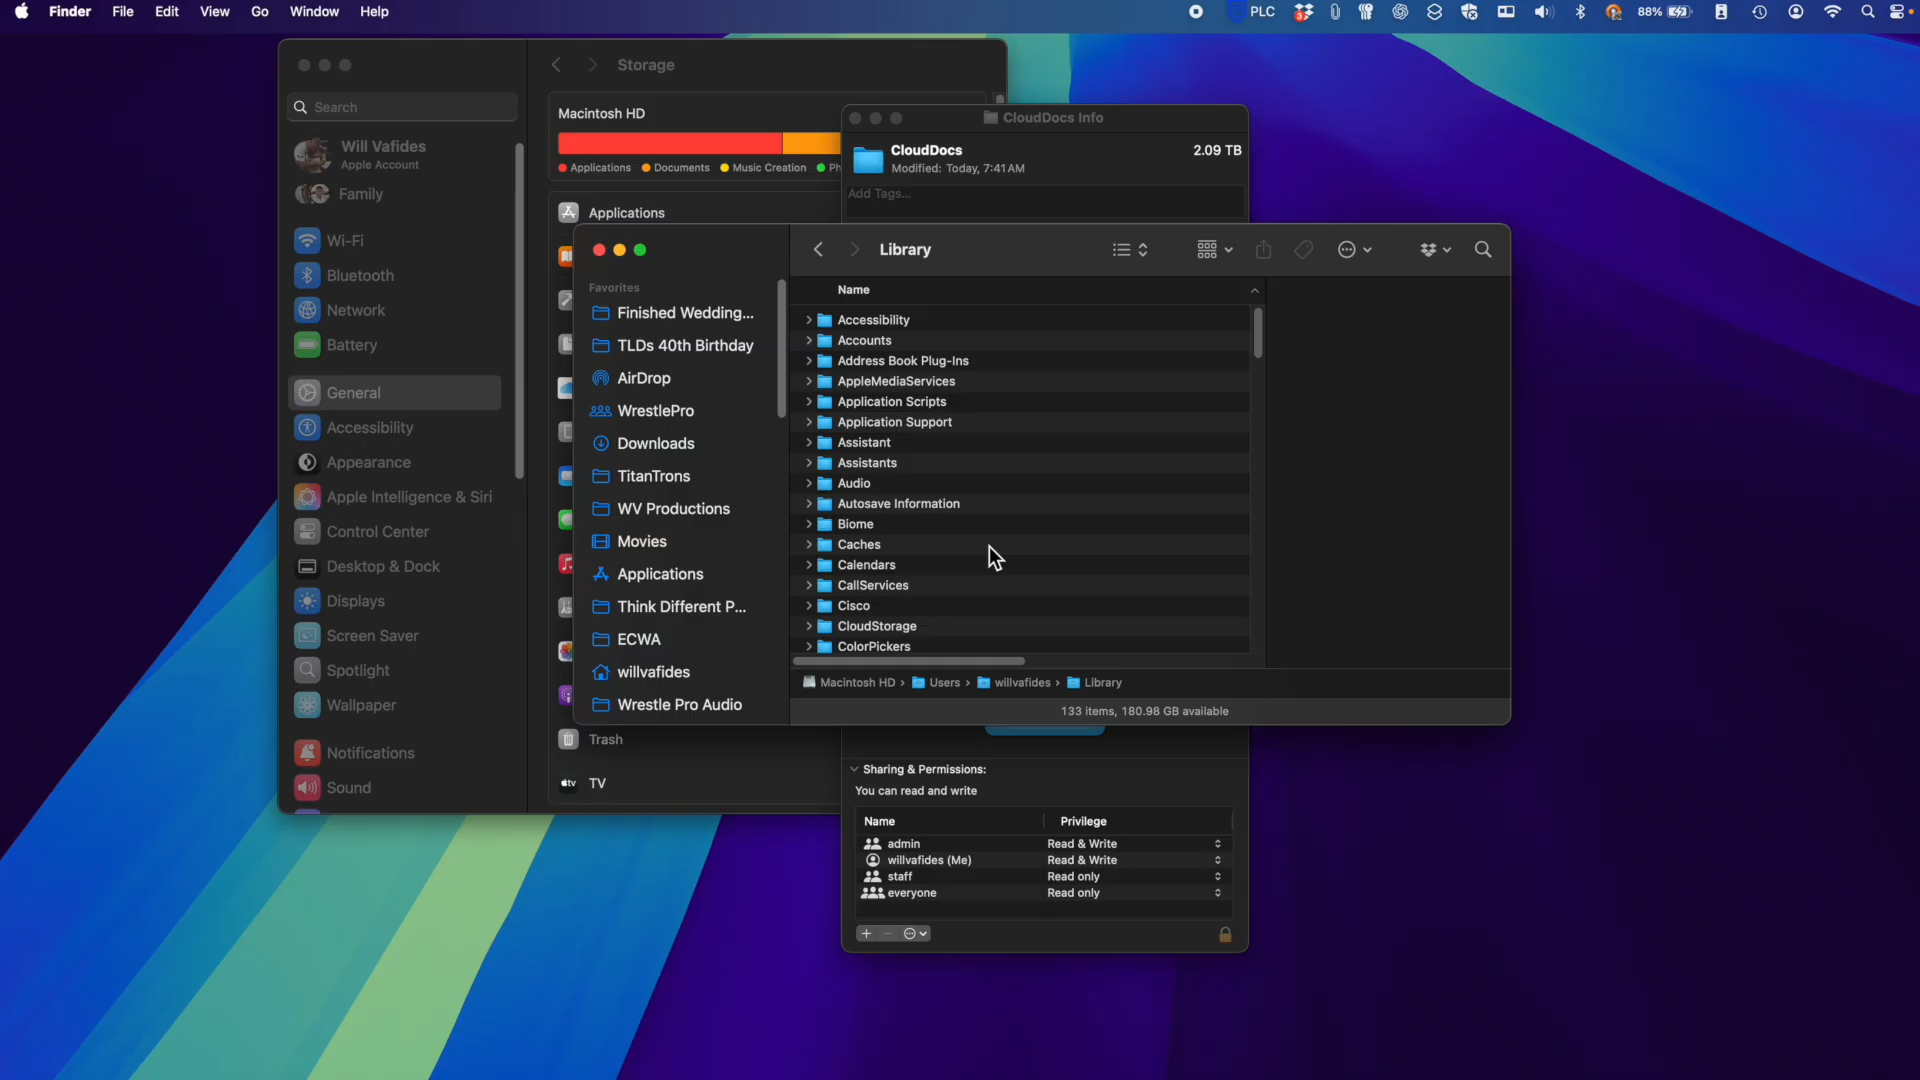 Finder File Edit View Go Window Help
3 PLC 88%
Storage
Search
Will Vafides
Apple Account
Family
Wi-Fi
Bluetooth
Network
Battery
General
Accessibility
Appearance
Apple Intelligence & Siri
Control Center
Desktop & Dock
Displays
Screen Saver
Spotlight
Wallpaper
Notifications
Sound
Macintosh HD
Applications Documents Music Creation Ph
Applications
Trash
tv TV
CloudDocs Info
CloudDocs 2.09 TB
Modified: Today, 7:41 AM
Add Tags...
Library
Favorites
Finished Wedding...
TLDs 40th Birthday
AirDrop
WrestlePro
Downloads
TitanTrons
WV Productions
Movies
Applications
Think Different P...
ECWA
willvafides
Wrestle Pro Audio
Name
Accessibility
Accounts
Address Book Plug-Ins
AppleMediaServices
Application Scripts
Application Support
Assistant
Assistants
Audio
Autosave Information
Biome
Caches
Calendars
CallServices
Cisco
CloudStorage
ColorPickers
Macintosh HD › Users › willvafides › Library
133 items, 180.98 GB available
Sharing & Permissions:
You can read and write
Name Privilege
admin Read & Write
willvafides (Me) Read & Write
staff Read only
everyone Read only